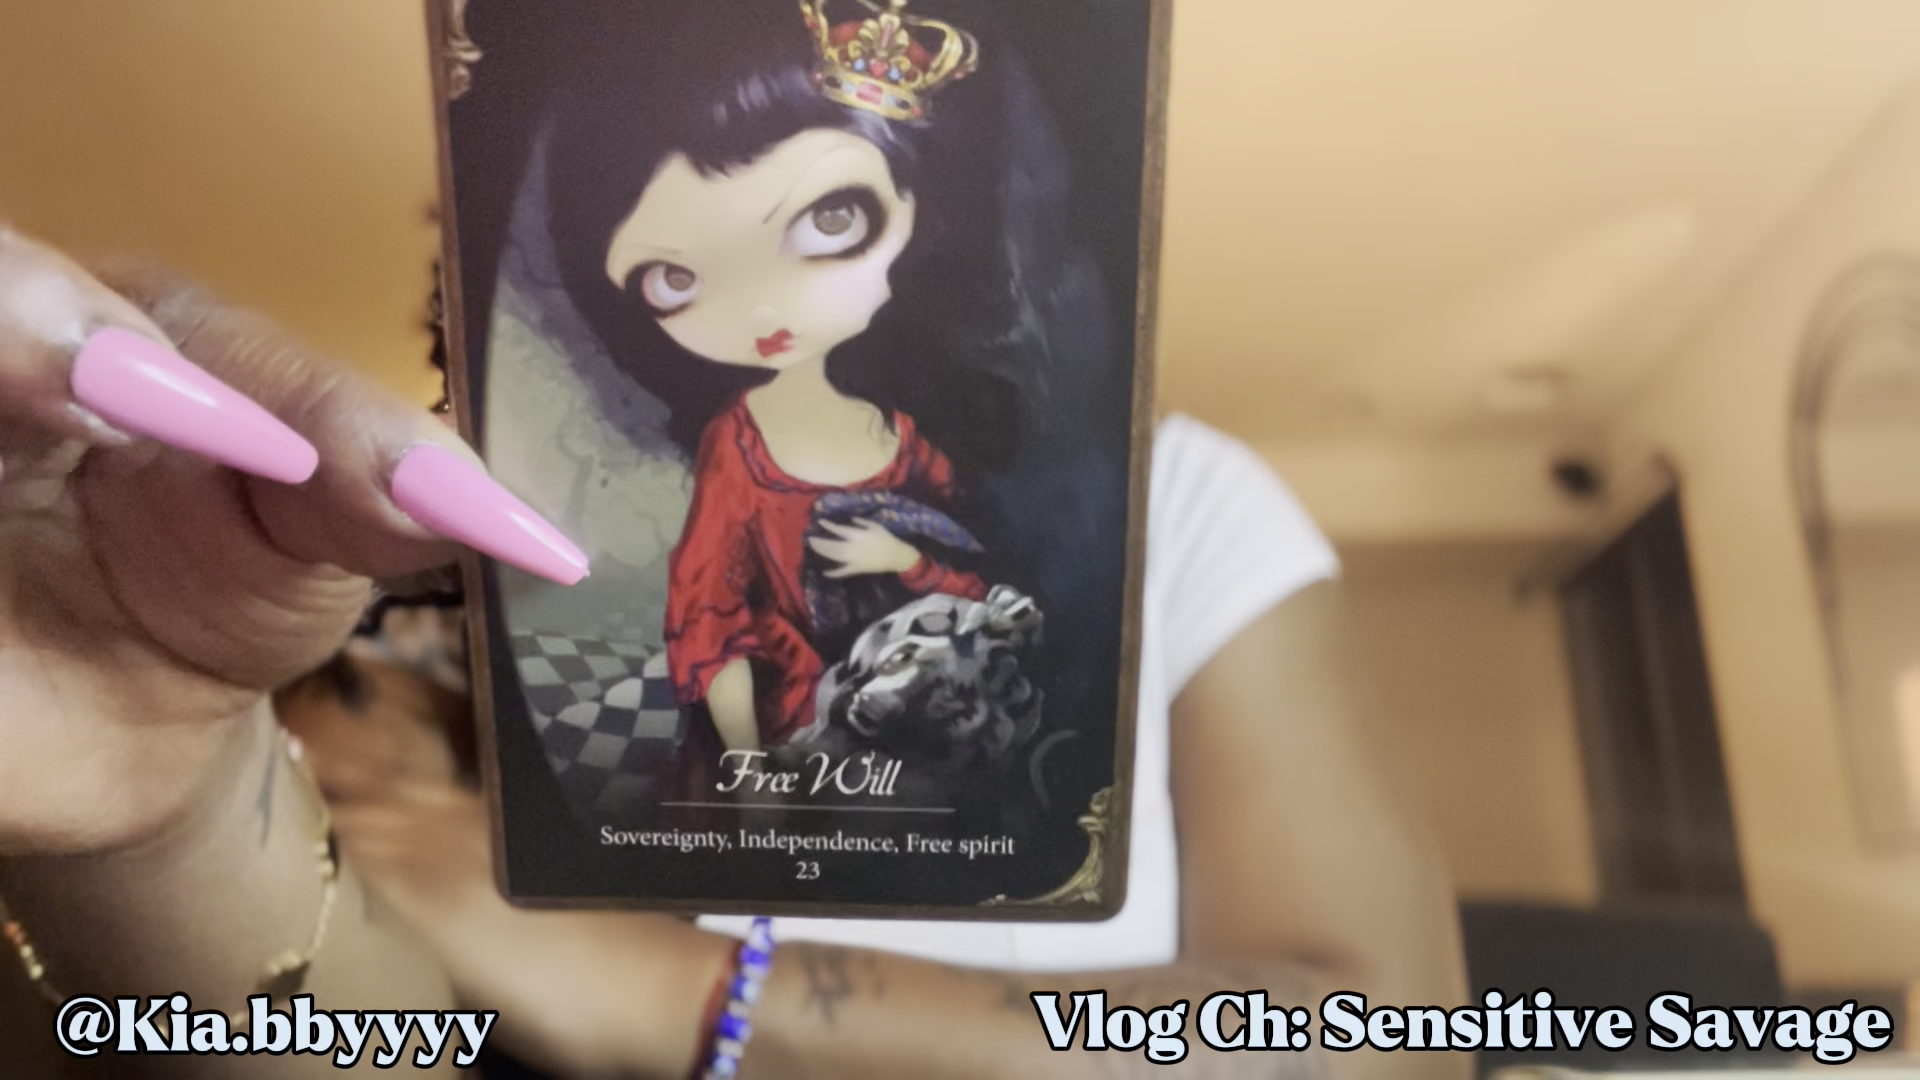 Free Will
Sovereignty, Independence, Free spirit
23
@Kia.bbyyyy
Vlog Ch: Sensitive Savage